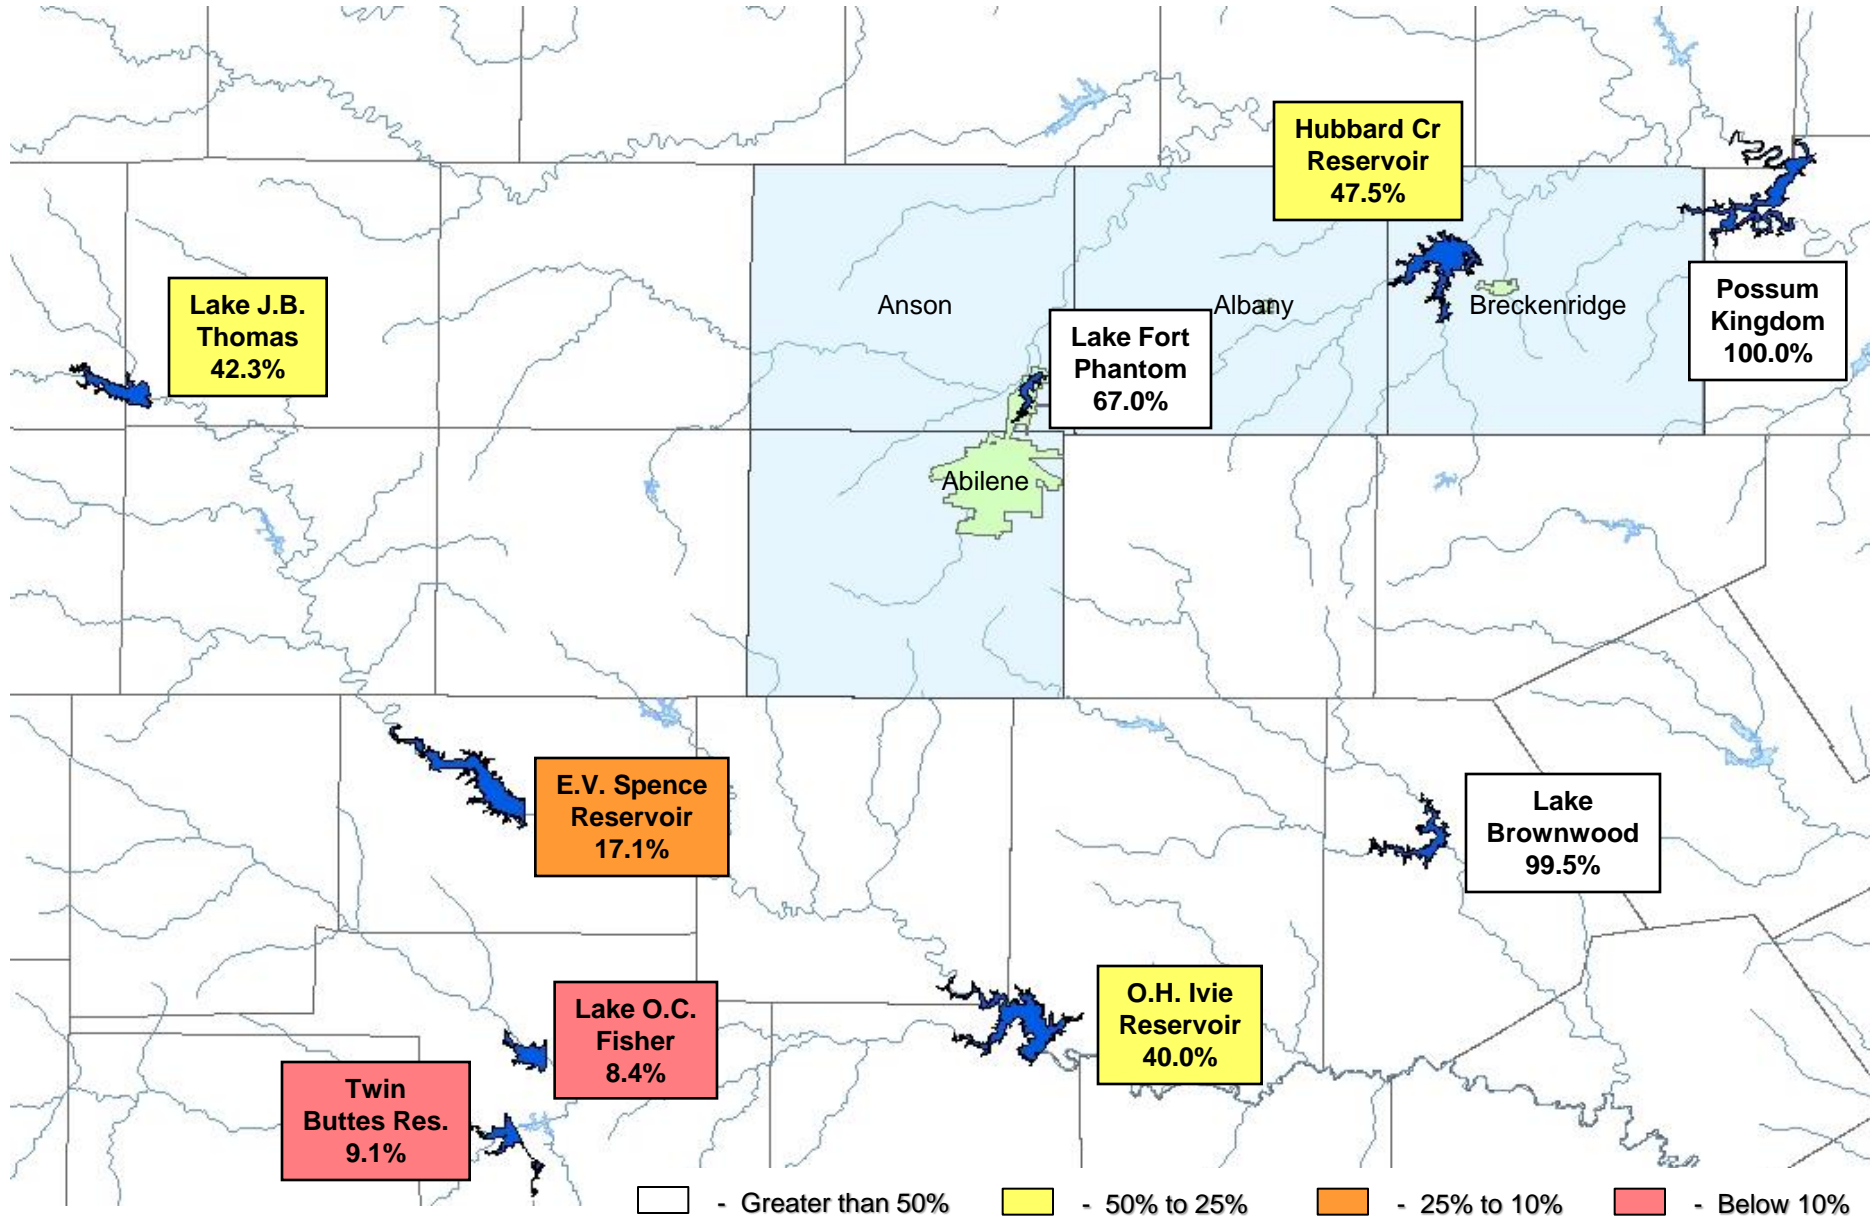 Hubbard Cr
Reservoir
47.5%
Lake J.B.
Thomas
42.3%
Anson
Albany
Breckenridge
Possum
Kingdom
100.0%
Lake Fort
Phantom
67.0%
Abilene
E.V. Spence
Reservoir
17.1%
Lake
Brownwood
99.5%
Lake O.C.
Fisher
8.4%
O.H. Ivie
Reservoir
40.0%
Twin
Buttes Res.
9.1%
- Greater than 50%
- 50% to 25%
- 25% to 10%
- Below 10%